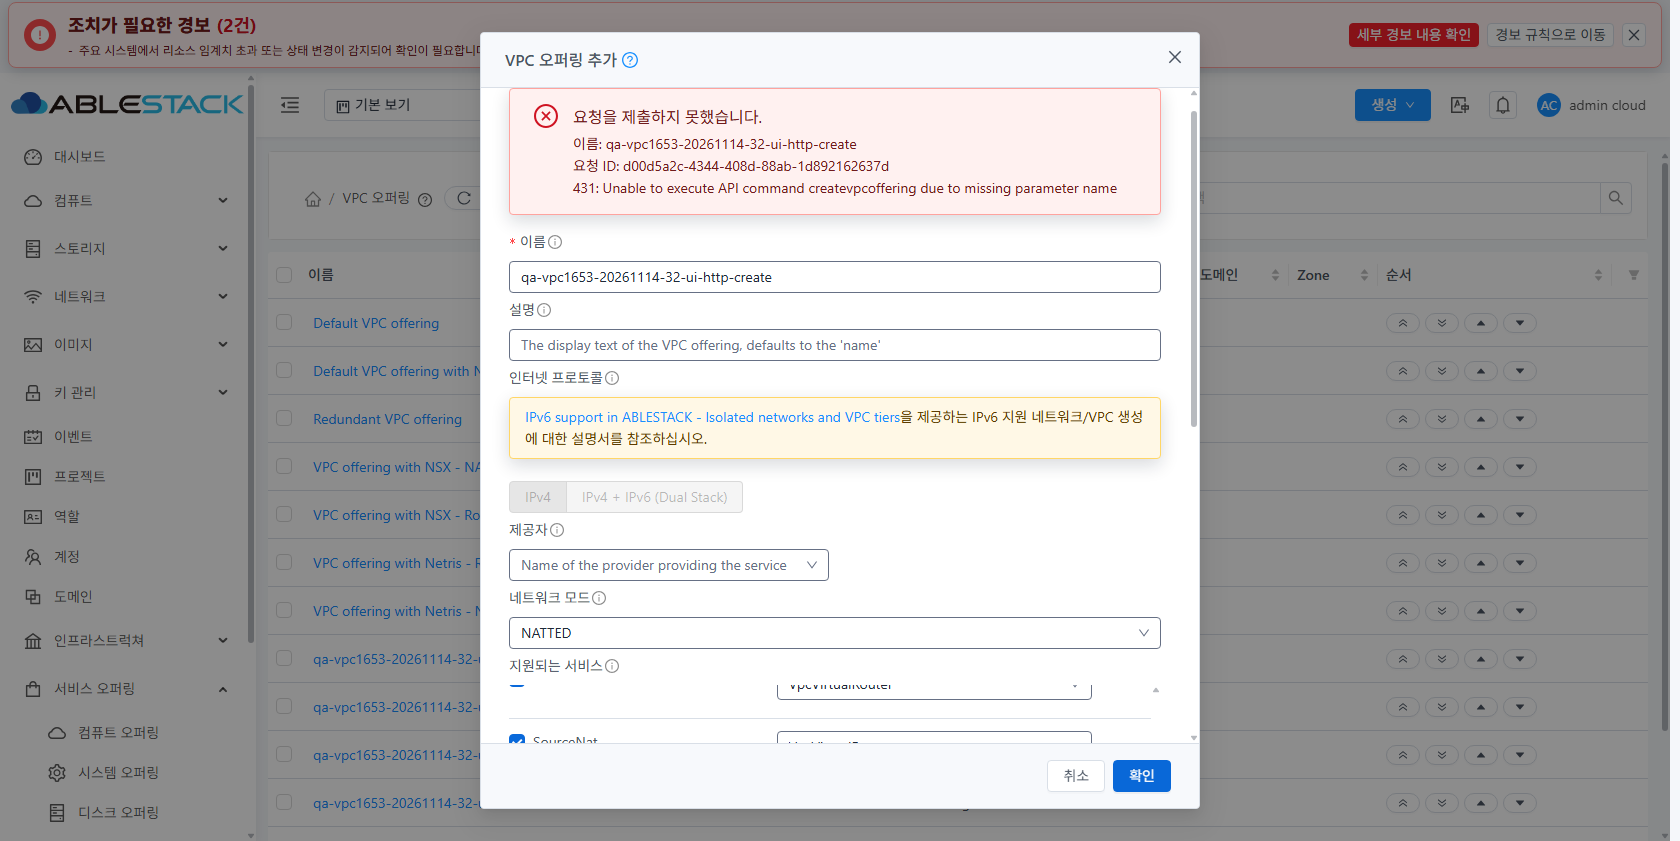 조치가 필요한 경보 (2건)
- 주요 시스템에서 리소스 임계치 초과 또는 상태 변경이 감지되어 확인이 필요합니다
세부 경보 내용 확인
경보 규칙으로 이동
ABLESTACK
기본 보기
생성
AC
admin cloud
대시보드
컴퓨트
스토리지
네트워크
이미지
키 관리
이벤트
프로젝트
역할
계정
도메인
인프라스트럭쳐
서비스 오퍼링
컴퓨트 오퍼링
시스템 오퍼링
디스크 오퍼링
/ VPC 오퍼링
이름
도메인
Zone
순서
Default VPC offering
Default VPC offering with N
Redundant VPC offering
VPC offering with NSX - NA
VPC offering with NSX - Ro
VPC offering with Netris - R
VPC offering with Netris - N
qa-vpc1653-20261114-32-u
qa-vpc1653-20261114-32-u
qa-vpc1653-20261114-32-u
qa-vpc1653-20261114-32-u
VPC 오퍼링 추가
요청을 제출하지 못했습니다.
이름: qa-vpc1653-20261114-32-ui-http-create
요청 ID: d00d5a2c-4344-408d-88ab-1d892162637d
431: Unable to execute API command createvpcoffering due to missing parameter name
* 이름
qa-vpc1653-20261114-32-ui-http-create
설명
The display text of the VPC offering, defaults to the 'name'
인터넷 프로토콜
IPv6 support in ABLESTACK - Isolated networks and VPC tiers을 제공하는 IPv6 지원 네트워크/VPC 생성
에 대한 설명서를 참조하십시오.
IPv4
IPv4 + IPv6 (Dual Stack)
제공자
Name of the provider providing the service
네트워크 모드
NATTED
지원되는 서비스
VpcVirtualRouter
SourceNat
취소
확인